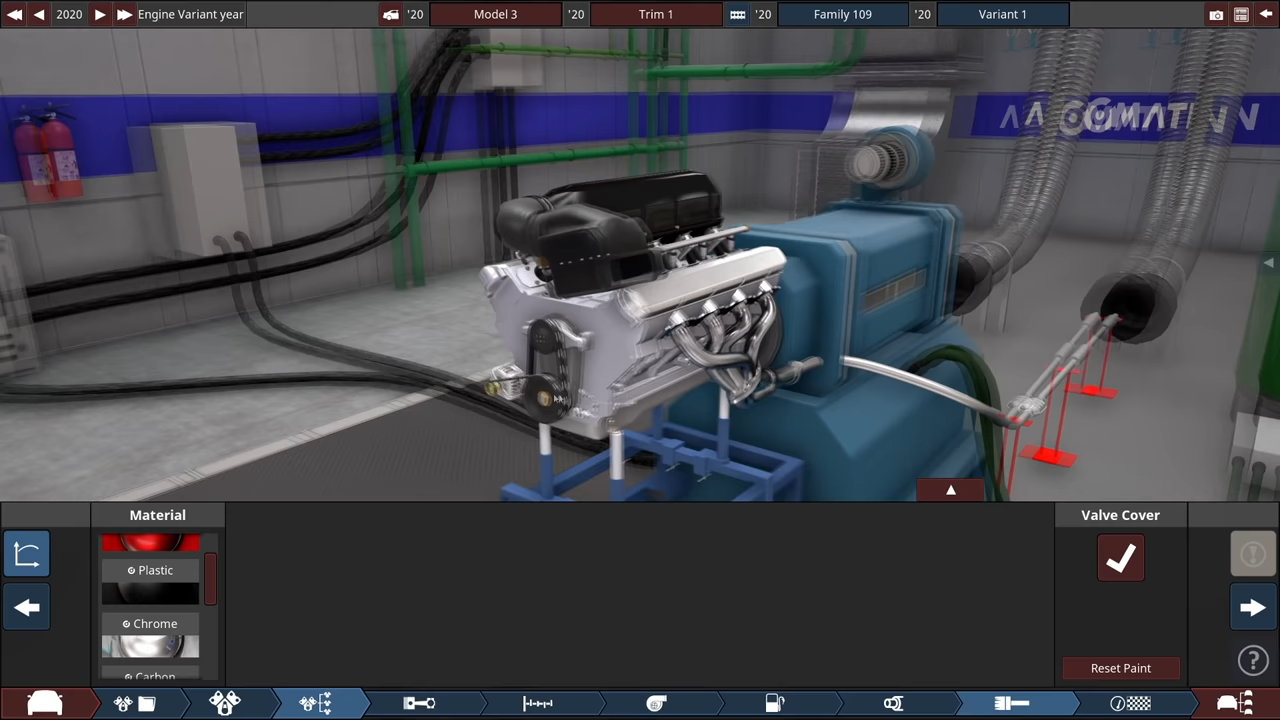 2020 Engine Variant year '20 Model 3 '20 Trim 1 '20 Family 109 '20 Variant 1
Material
Valve Cover
Plastic
Chrome
Carbon
Reset Paint